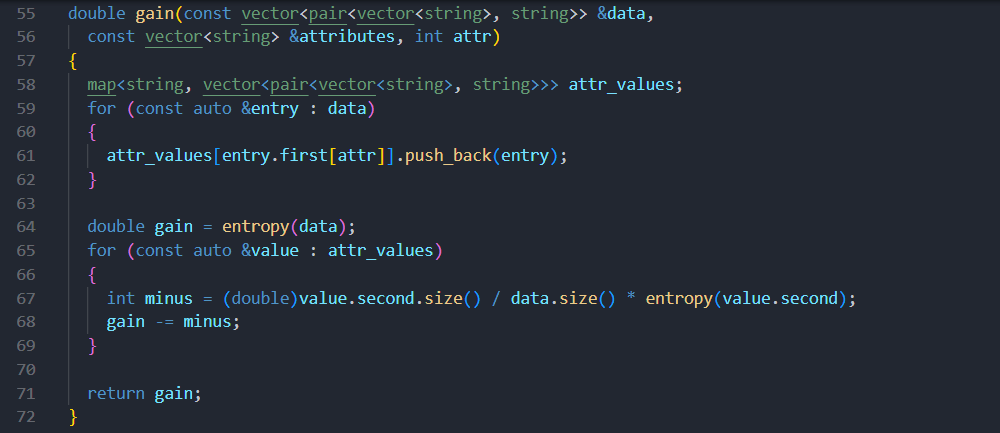 55 double gain(const vector<pair<vector<string>, string>> &data,
56   const vector<string> &attributes, int attr)
57 {
58   map<string, vector<pair<vector<string>, string>>> attr_values;
59   for (const auto &entry : data)
60   {
61     attr_values[entry.first[attr]].push_back(entry);
62   }
63
64   double gain = entropy(data);
65   for (const auto &value : attr_values)
66   {
67     int minus = (double)value.second.size() / data.size() * entropy(value.second);
68     gain -= minus;
69   }
70
71   return gain;
72 }